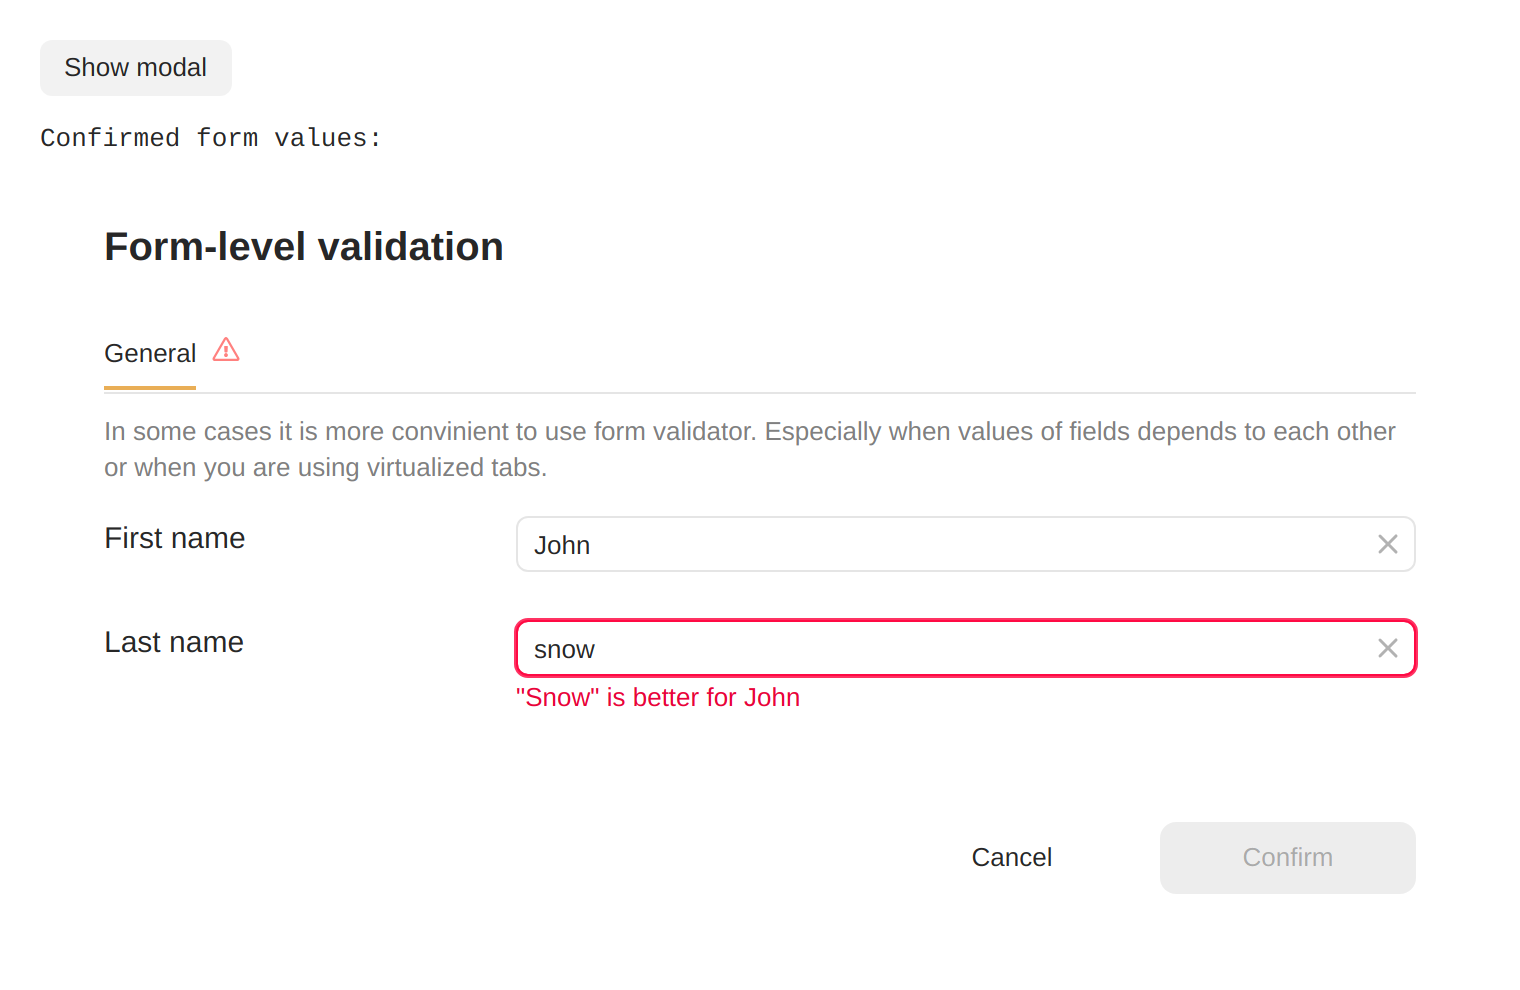 Show modal
Confirmed form values:
Form-level validation
General
In some cases it is more convinient to use form validator. Especially when values of fields depends to each other
or when you are using virtualized tabs.
First name
John
Last name
snow
"Snow" is better for John
Cancel
Confirm